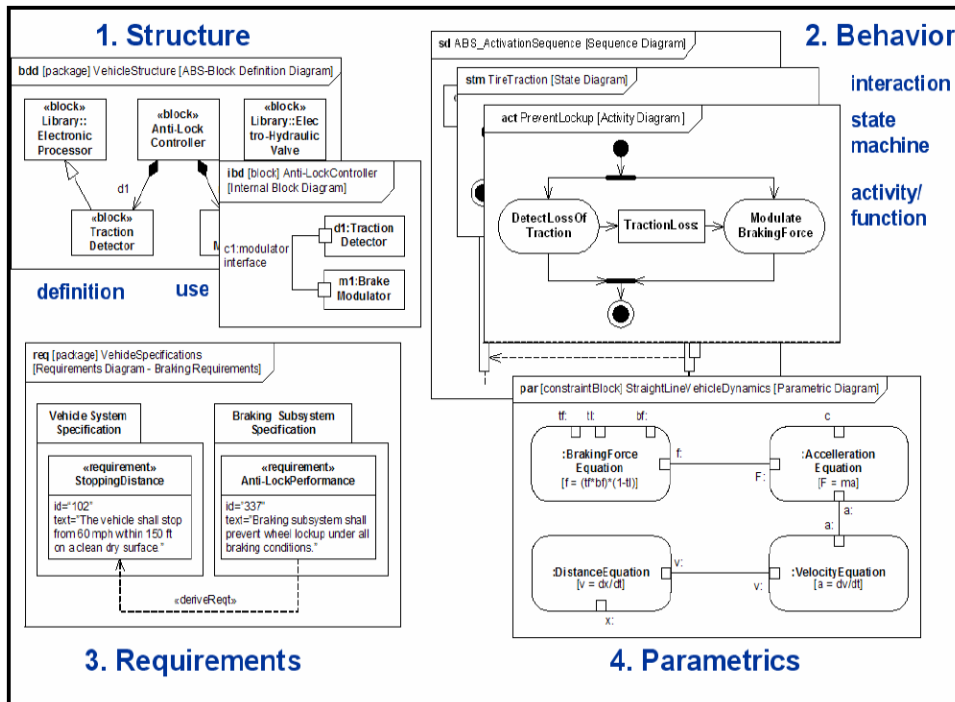 1. Structure
bdd [package] VehicleStructure [ABS-Block Definition Diagram]
«block»
Library::
Electronic
Processor
«block»
Anti-Lock
Controller
«block»
Library::Elec
tro-Hydraulic
Valve
d1
«block»
Traction
Detector
M
ibd [block] Anti-LockController
[Internal Block Diagram]
d1:Traction
Detector
c1:modulator
interface
m1:Brake
Modulator
definition
use
2. Behavior
sd ABS_ActivationSequence [Sequence Diagram]
stm TireTraction [State Diagram]
act PreventLockup [Activity Diagram]
DetectLossOf
Traction
TractionLoss
Modulate
BrakingForce
interaction
state
machine
activity/
function
req [package] VehideSpecifications
[Requirements Diagram - Braking Requirements]
Vehicle System
Specification
«requirement»
StoppingDistance
id="102"
text="The vehicle shall stop
from 60 mph within 150 ft
on a clean dry surface."
Braking Subsystem
Specification
«requirement»
Anti-LockPerformance
id="337"
text="Braking subsystem shall
prevent wheel lockup under all
braking conditions."
«deriveReqt»
3. Requirements
par [constraintBlock] StraightLineVehicleDynamics [Parametric Diagram]
tf:
tl:
bf:
c
:BrakingForce
Equation
[f = (tf*bf)*(1-tl)]
f:
F:
:Accelleration
Equation
[F = ma]
a:
a:
:DistanceEquation
[v = dx/dt]
v:
v:
:VelocityEquation
[a = dv/dt]
x:
4. Parametrics